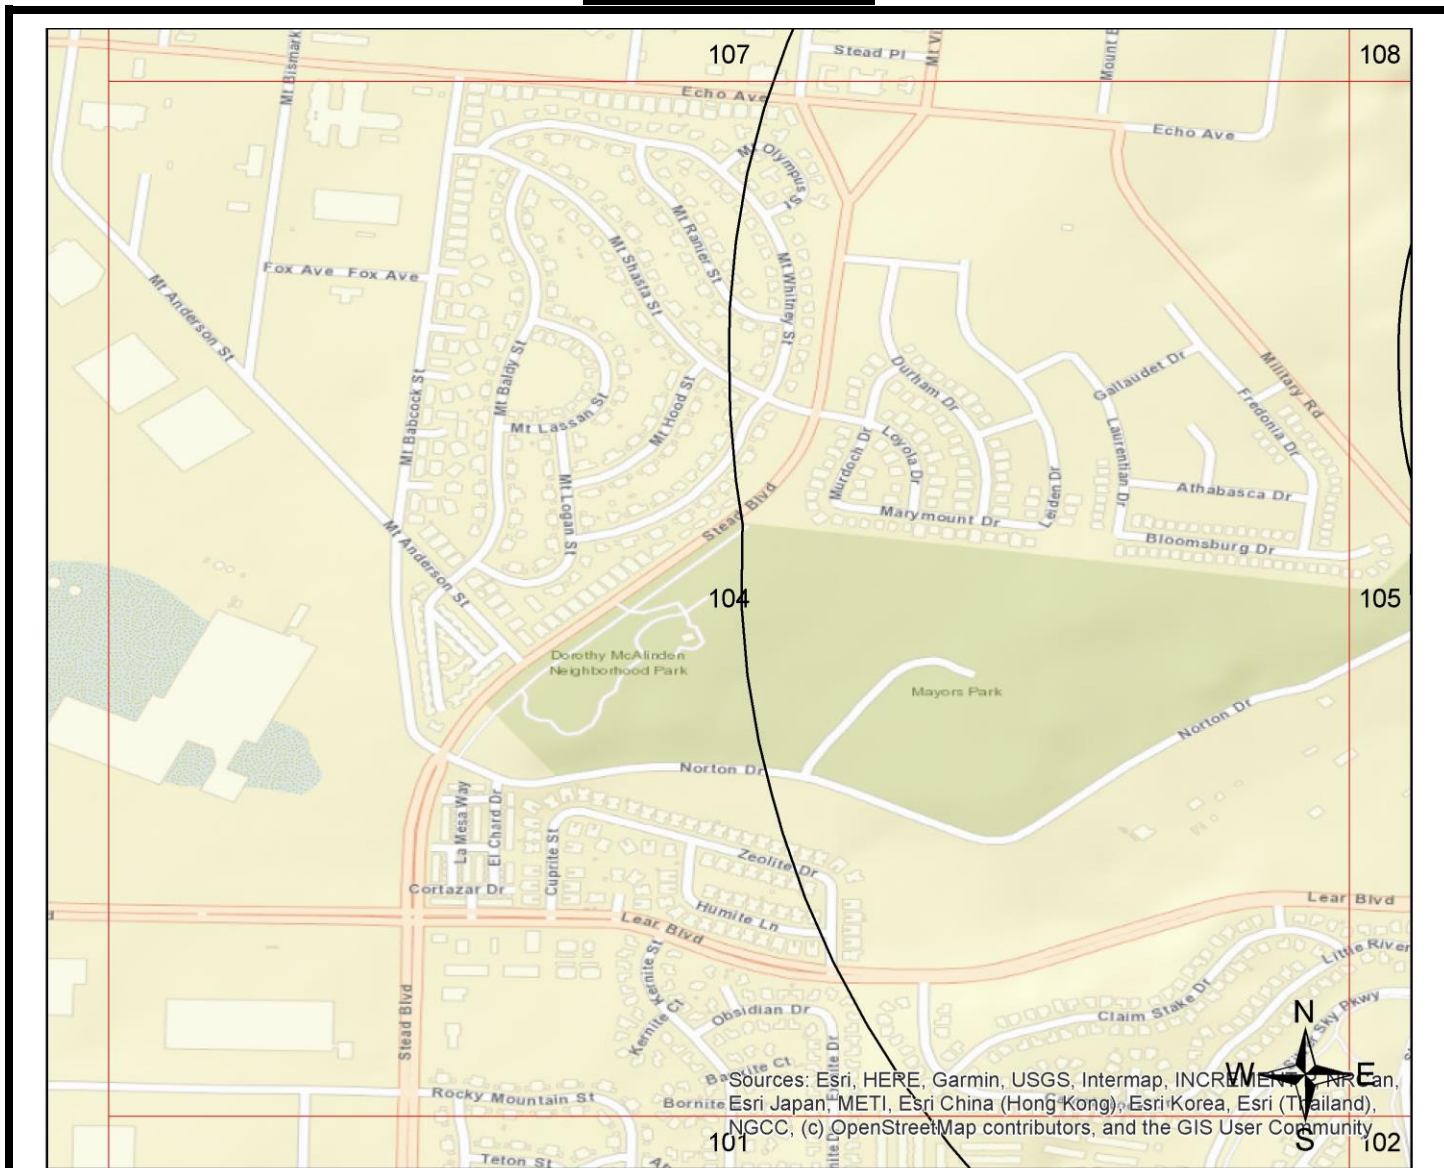 107
108
Stead Pl
Mt Bismark
Echo Ave
Echo Ave
Mt Olympus St
Mt Ranier St
Mt Shasta St
Mt Whitney St
Fox Ave Fox Ave
Mt Anderson St
Mt Babcock St
Mt Baldy St
Mt Lassan St
Mt Hood St
Mt Logan St
Mt Anderson St
Stead Blvd
Durham Dr
Murdoch Dr
Loyola Dr
Marymount Dr
Leiden Dr
Gallaudet Dr
Military Rd
Fredonia Dr
Laurentian Dr
Athabasca Dr
Bloomsburg Dr
104
105
Dorothy McAlinden
Neighborhood Park
Mayors Park
Norton Dr
Norton Dr
La Mesa Way
El Chard Dr
Cuprite St
Cortazar Dr
Zeolite Dr
Humite Ln
Lear Blvd
Lear Blvd
Little River
Claim Stake Dr
Sky Pkwy
Kernite St
Kernite Ct
Obsidian Dr
Stead Blvd
Rocky Mountain St
Bornite
Teton St
N
W E
S
Sources: Esri, HERE, Garmin, USGS, Intermap, INCREMENT P, NRCan,
Esri Japan, METI, Esri China (Hong Kong), Esri Korea, Esri (Thailand),
NGCC, (c) OpenStreetMap contributors, and the GIS User Community
101
102